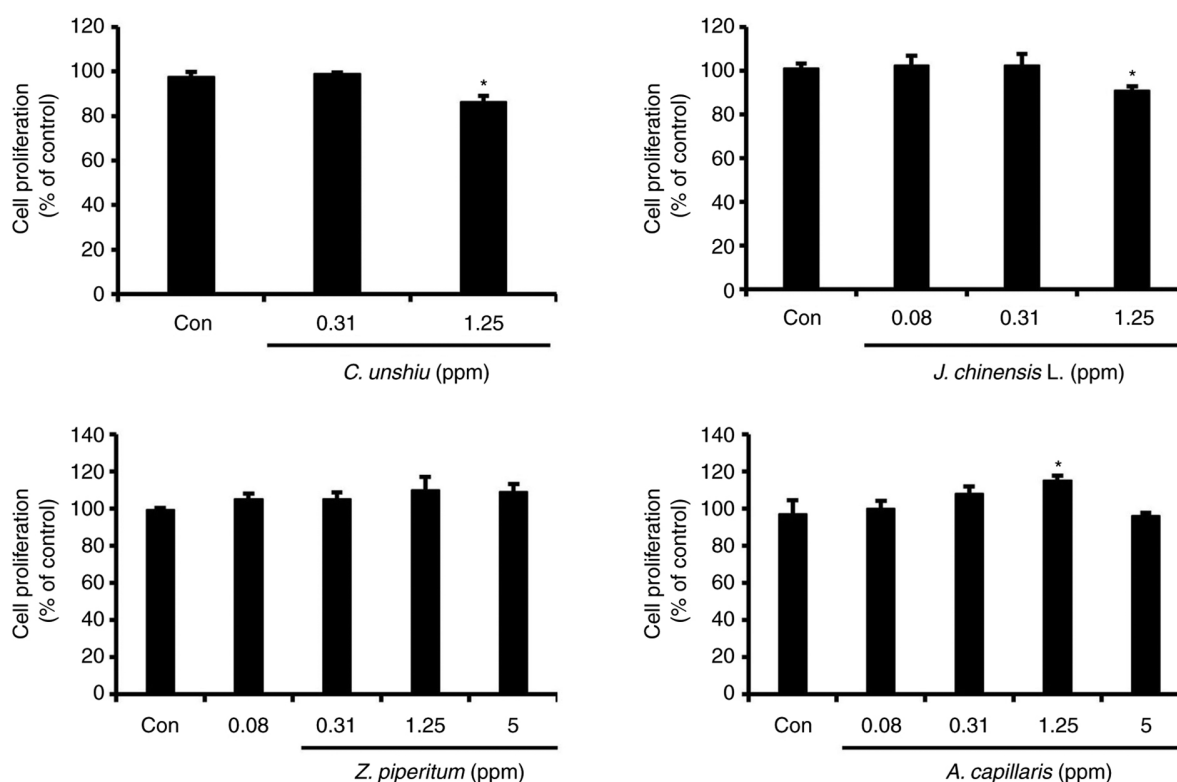 Cell proliferation
(% of control)
120
100
80
60
40
20
0
*
Con
0.31
1.25
C. unshiu (ppm)
Cell proliferation
(% of control)
120
100
80
60
40
20
0
*
Con
0.08
0.31
1.25
J. chinensis L. (ppm)
Cell proliferation
(% of control)
140
120
100
80
60
40
20
0
Con
0.08
0.31
1.25
5
Z. piperitum (ppm)
Cell proliferation
(% of control)
140
120
100
80
60
40
20
0
*
Con
0.08
0.31
1.25
5
A. capillaris (ppm)